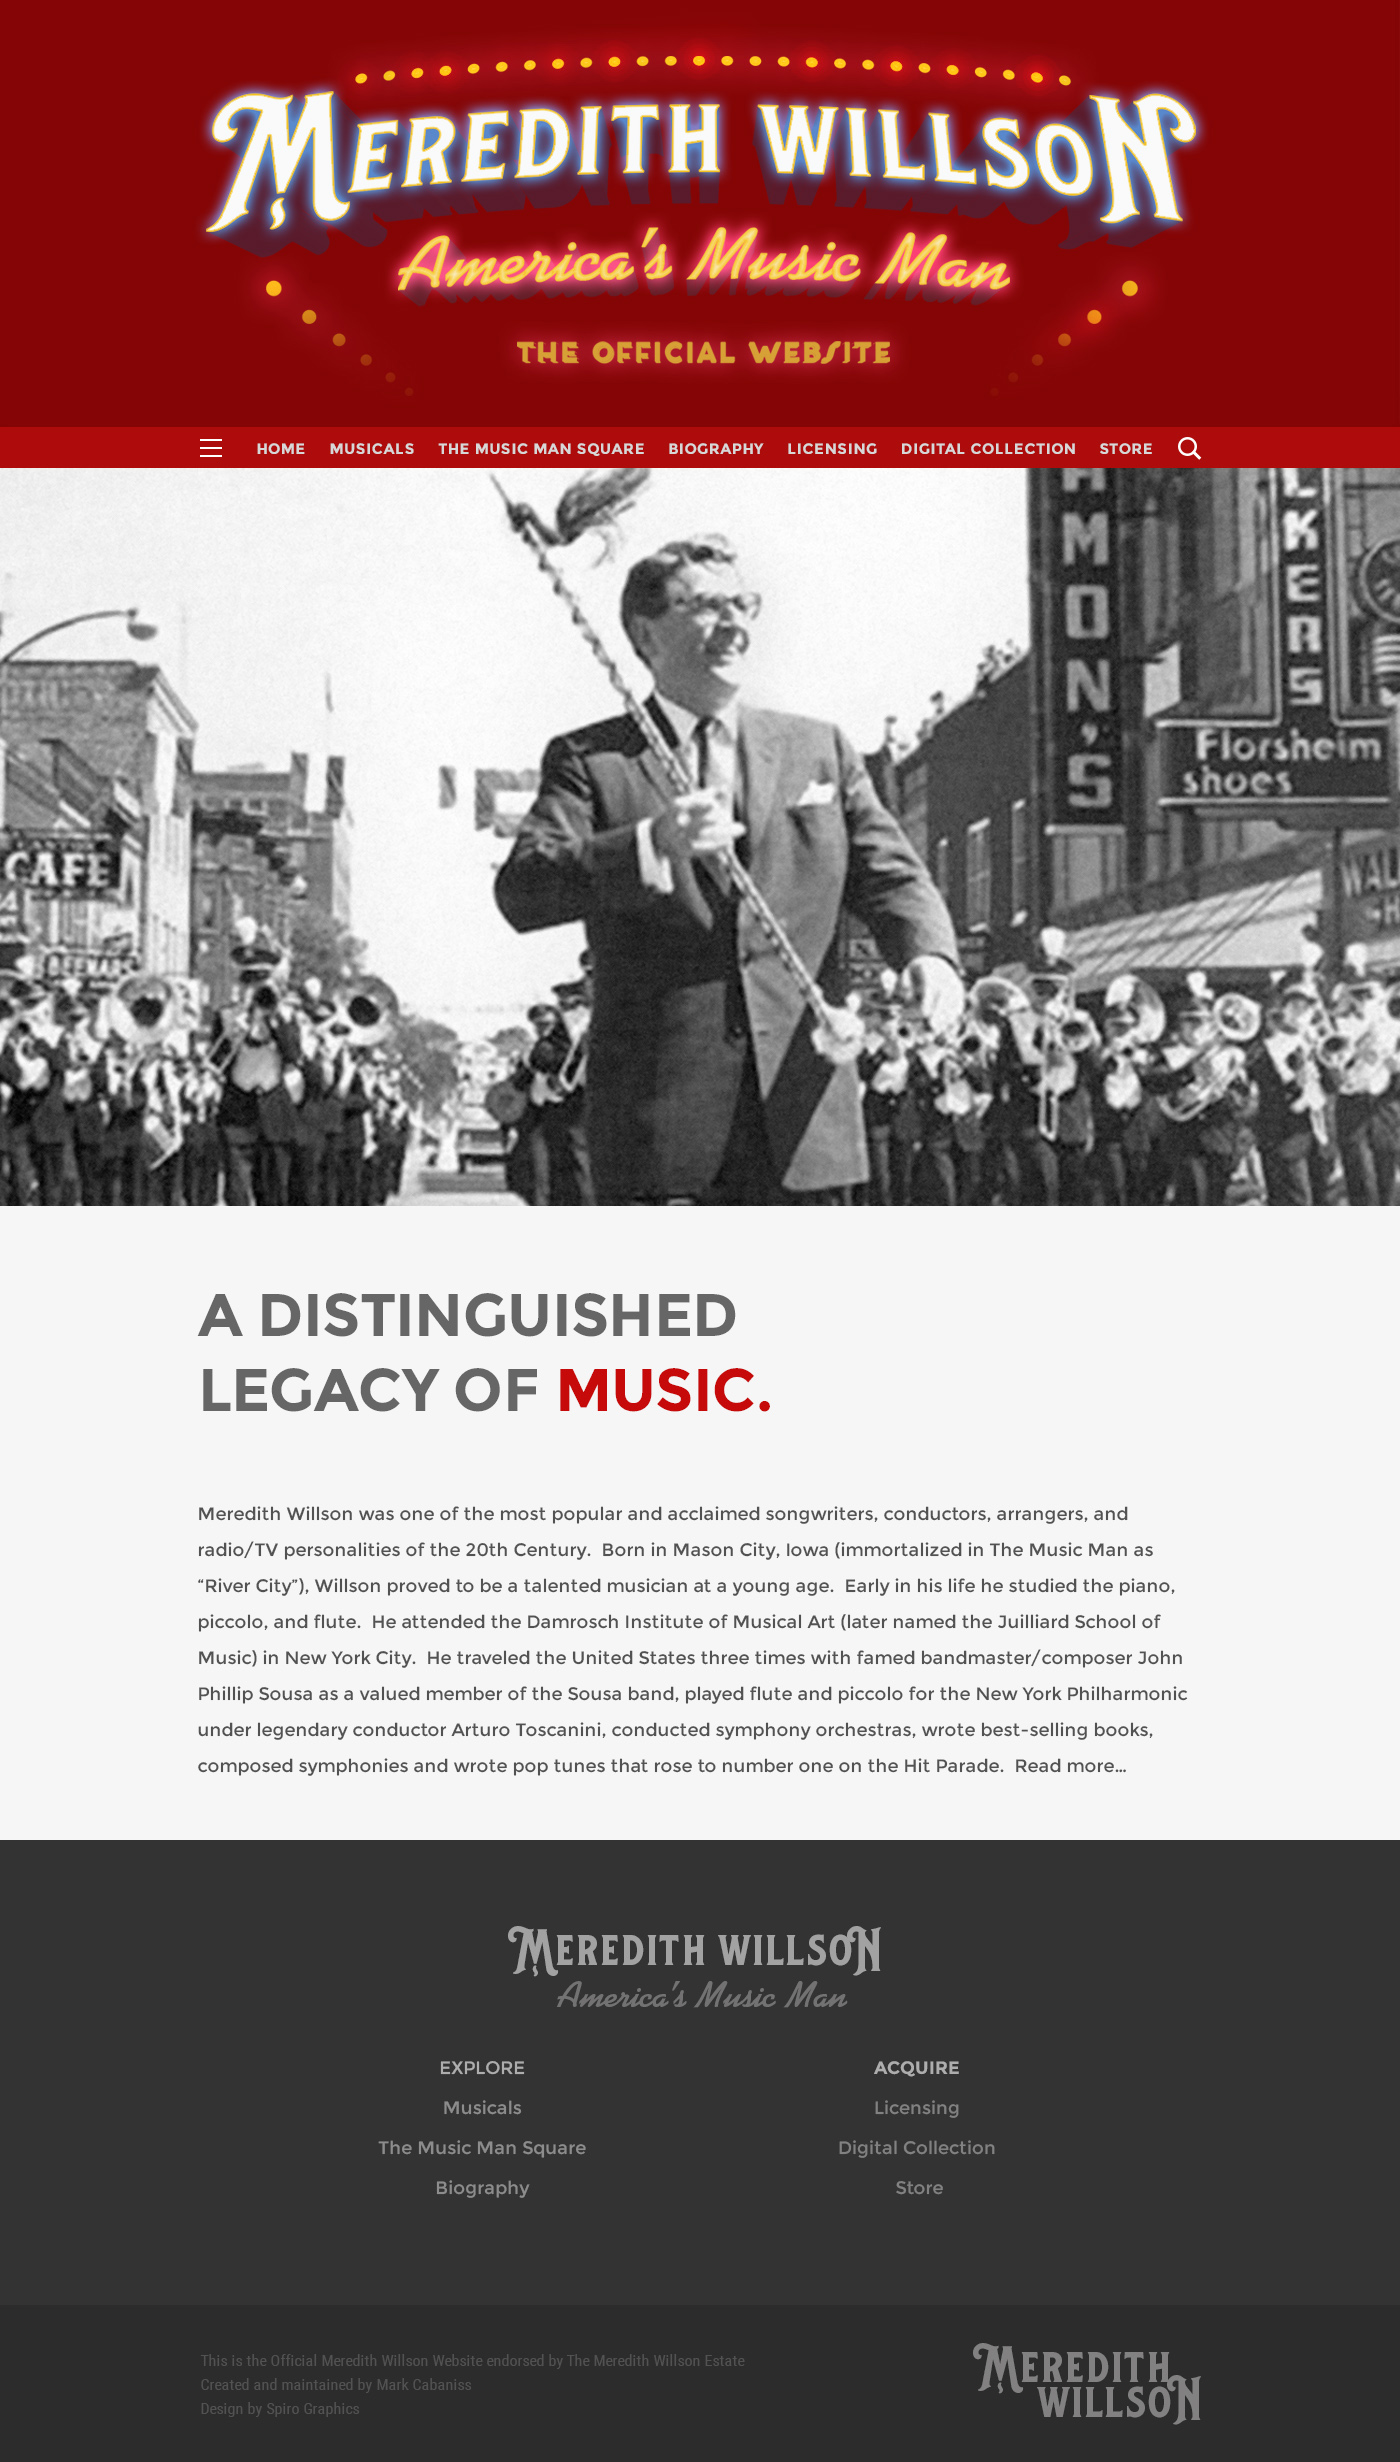 MEREDITH WILLSON
America's Music Man
THE OFFICIAL WEBSITE
HOME MUSICALS THE MUSIC MAN SQUARE BIOGRAPHY LICENSING DIGITAL COLLECTION STORE
AMON'S
LKERS
Florsheim
shoes
CAFE
WAL
A DISTINGUISHED
LEGACY OF MUSIC.
Meredith Willson was one of the most popular and acclaimed songwriters, conductors, arrangers, and
radio/TV personalities of the 20th Century.  Born in Mason City, Iowa (immortalized in The Music Man as
“River City”), Willson proved to be a talented musician at a young age.  Early in his life he studied the piano,
piccolo, and flute.  He attended the Damrosch Institute of Musical Art (later named the Juilliard School of
Music) in New York City.  He traveled the United States three times with famed bandmaster/composer John
Phillip Sousa as a valued member of the Sousa band, played flute and piccolo for the New York Philharmonic
under legendary conductor Arturo Toscanini, conducted symphony orchestras, wrote best-selling books,
composed symphonies and wrote pop tunes that rose to number one on the Hit Parade.  Read more...
MEREDITH WILLSON
America's Music Man
EXPLORE
Musicals
The Music Man Square
Biography
ACQUIRE
Licensing
Digital Collection
Store
This is the Official Meredith Willson Website endorsed by The Meredith Willson Estate
Created and maintained by Mark Cabaniss
Design by Spiro Graphics
MEREDITH
WILLSON